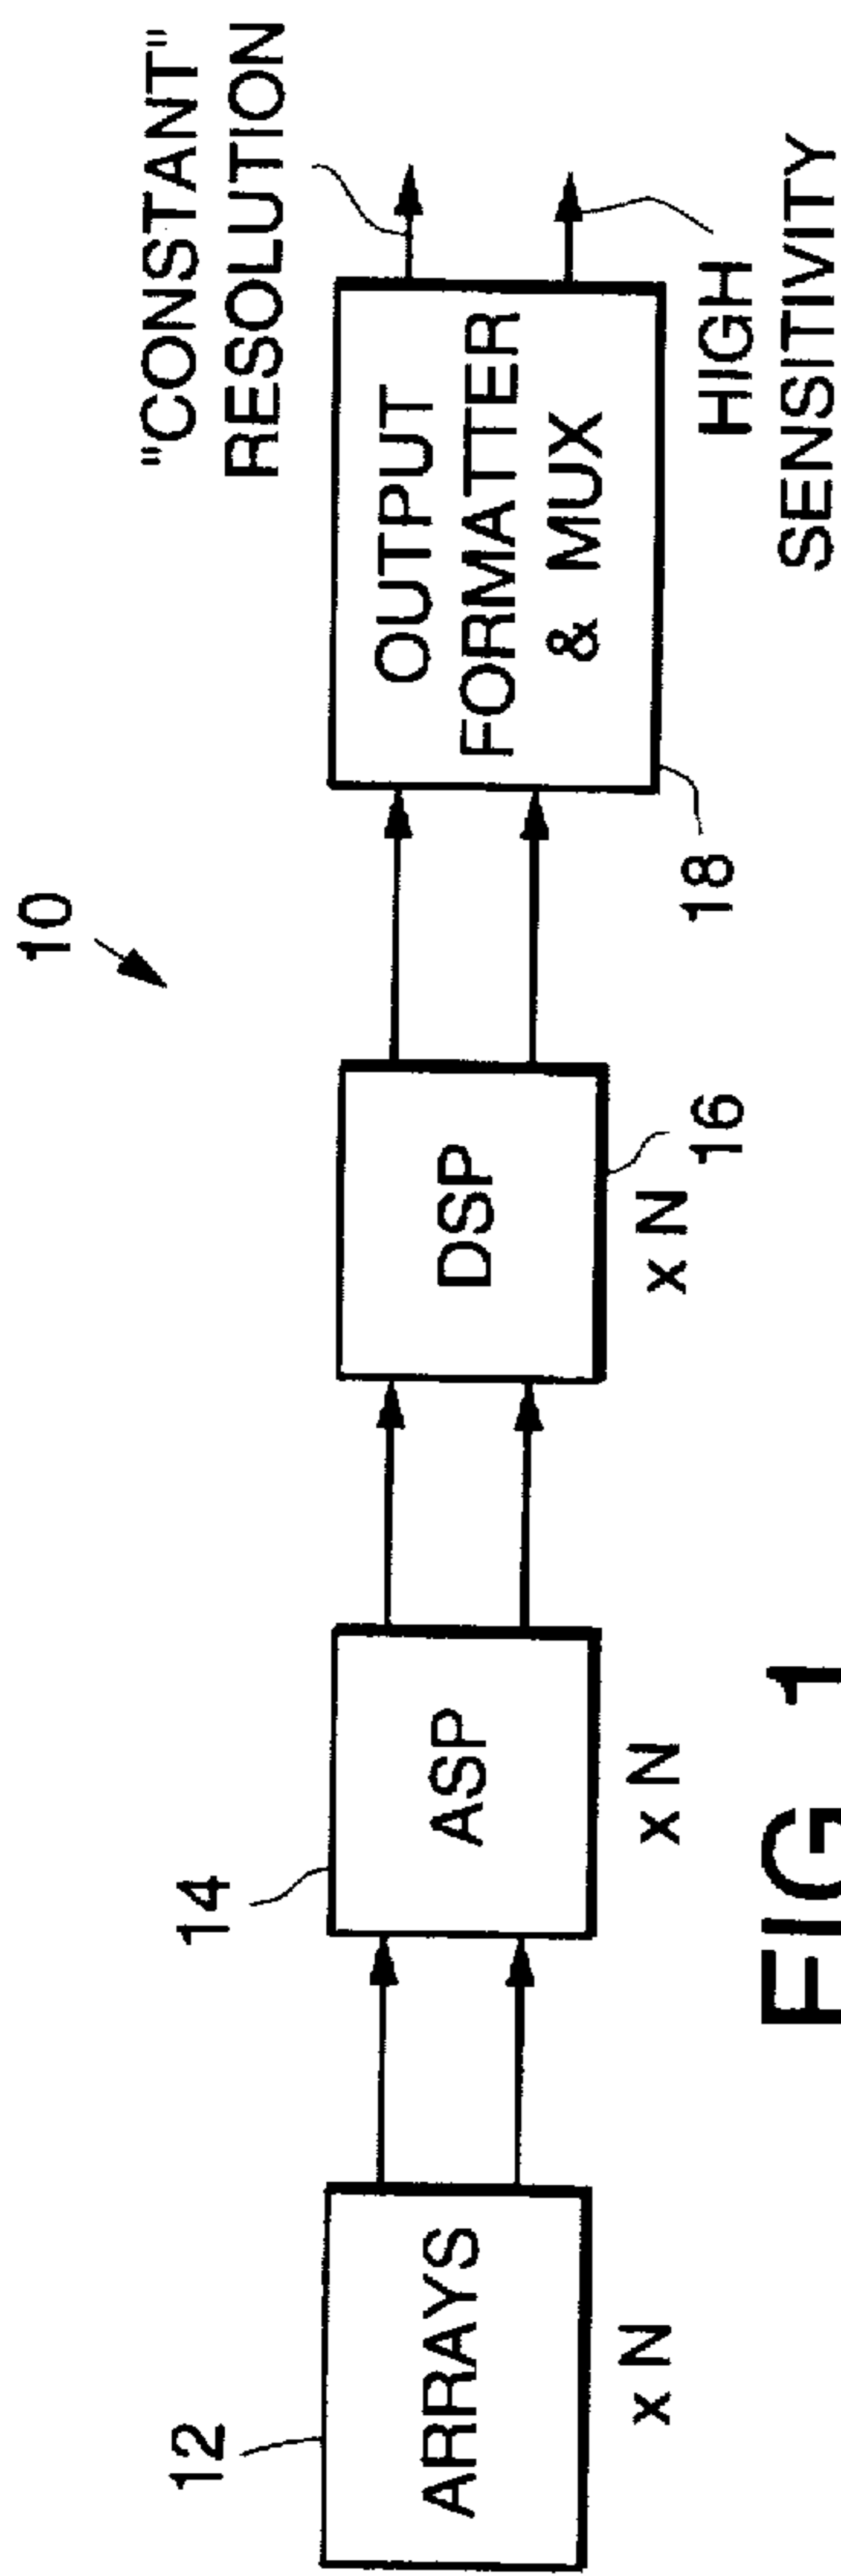 10
"CONSTANT"
RESOLUTION
12
ARRAYS
x N
14
ASP
x N
DSP
16
x N
OUTPUT
FORMATTER
& MUX
18
HIGH
SENSITIVITY
FIG. 1